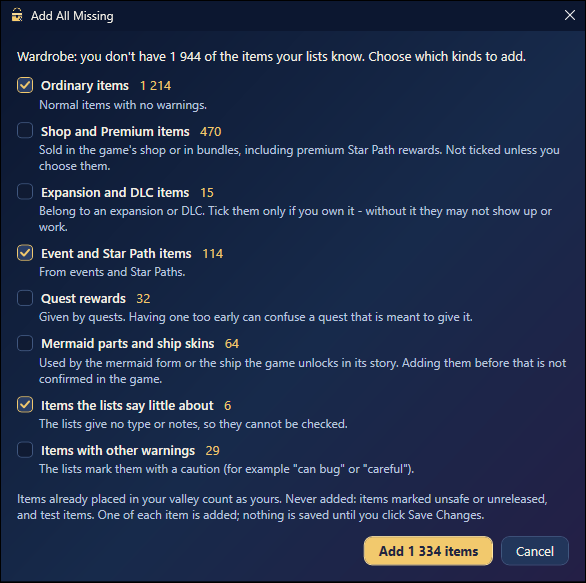 Add All Missing
Wardrobe: you don't have 1 944 of the items your lists know. Choose which kinds to add.
Ordinary items 1 214
Normal items with no warnings.
Shop and Premium items 470
Sold in the game's shop or in bundles, including premium Star Path rewards. Not ticked unless you
choose them.
Expansion and DLC items 15
Belong to an expansion or DLC. Tick them only if you own it - without it they may not show up or
work.
Event and Star Path items 114
From events and Star Paths.
Quest rewards 32
Given by quests. Having one too early can confuse a quest that is meant to give it.
Mermaid parts and ship skins 64
Used by the mermaid form or the ship the game unlocks in its story. Adding them before that is not
confirmed in the game.
Items the lists say little about 6
The lists give no type or notes, so they cannot be checked.
Items with other warnings 29
The lists mark them with a caution (for example "can bug" or "careful").
Items already placed in your valley count as yours. Never added: items marked unsafe or unreleased,
and test items. One of each item is added; nothing is saved until you click Save Changes.
Add 1 334 items Cancel